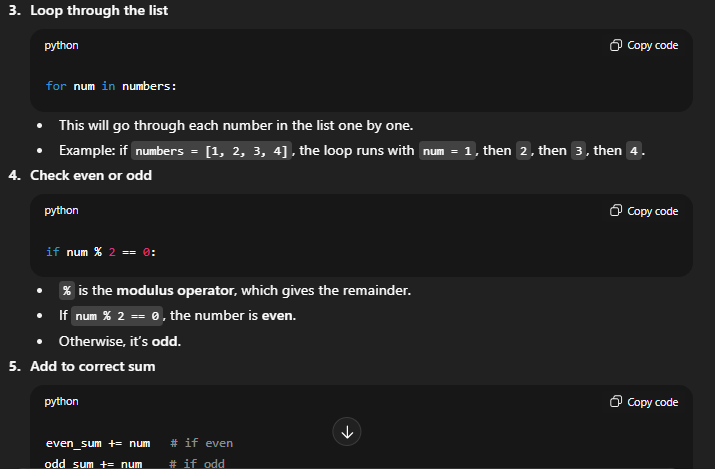 3. Loop through the list
python Copy code
for num in numbers:
• This will go through each number in the list one by one.
• Example: if numbers = [1, 2, 3, 4], the loop runs with num = 1, then 2, then 3, then 4.
4. Check even or odd
python Copy code
if num % 2 == 0:
• % is the modulus operator, which gives the remainder.
• If num % 2 == 0, the number is even.
• Otherwise, it's odd.
5. Add to correct sum
python Copy code
even_sum += num # if even
odd_sum += num # if odd